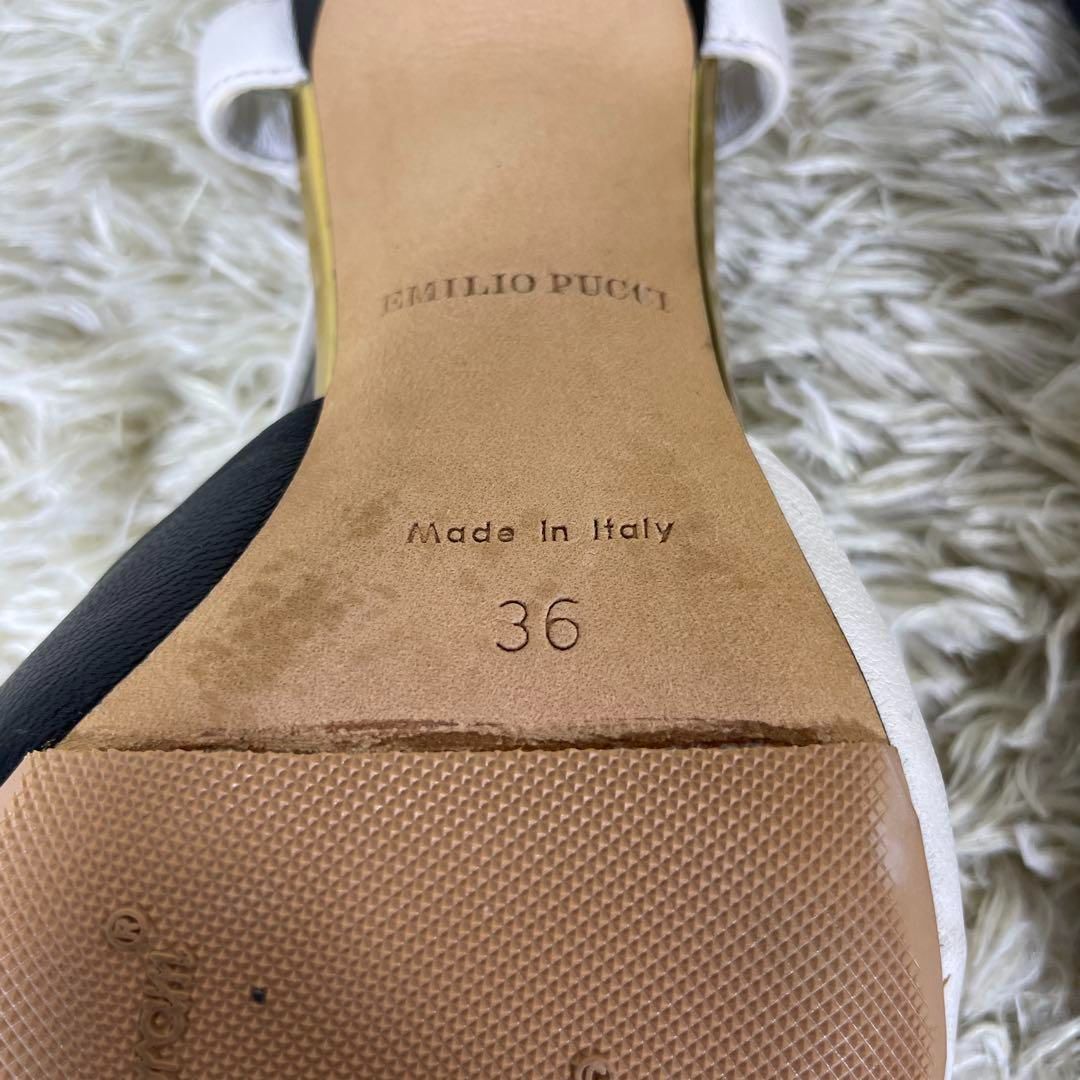 EMILIO PUCCI
Made In Italy
36
®